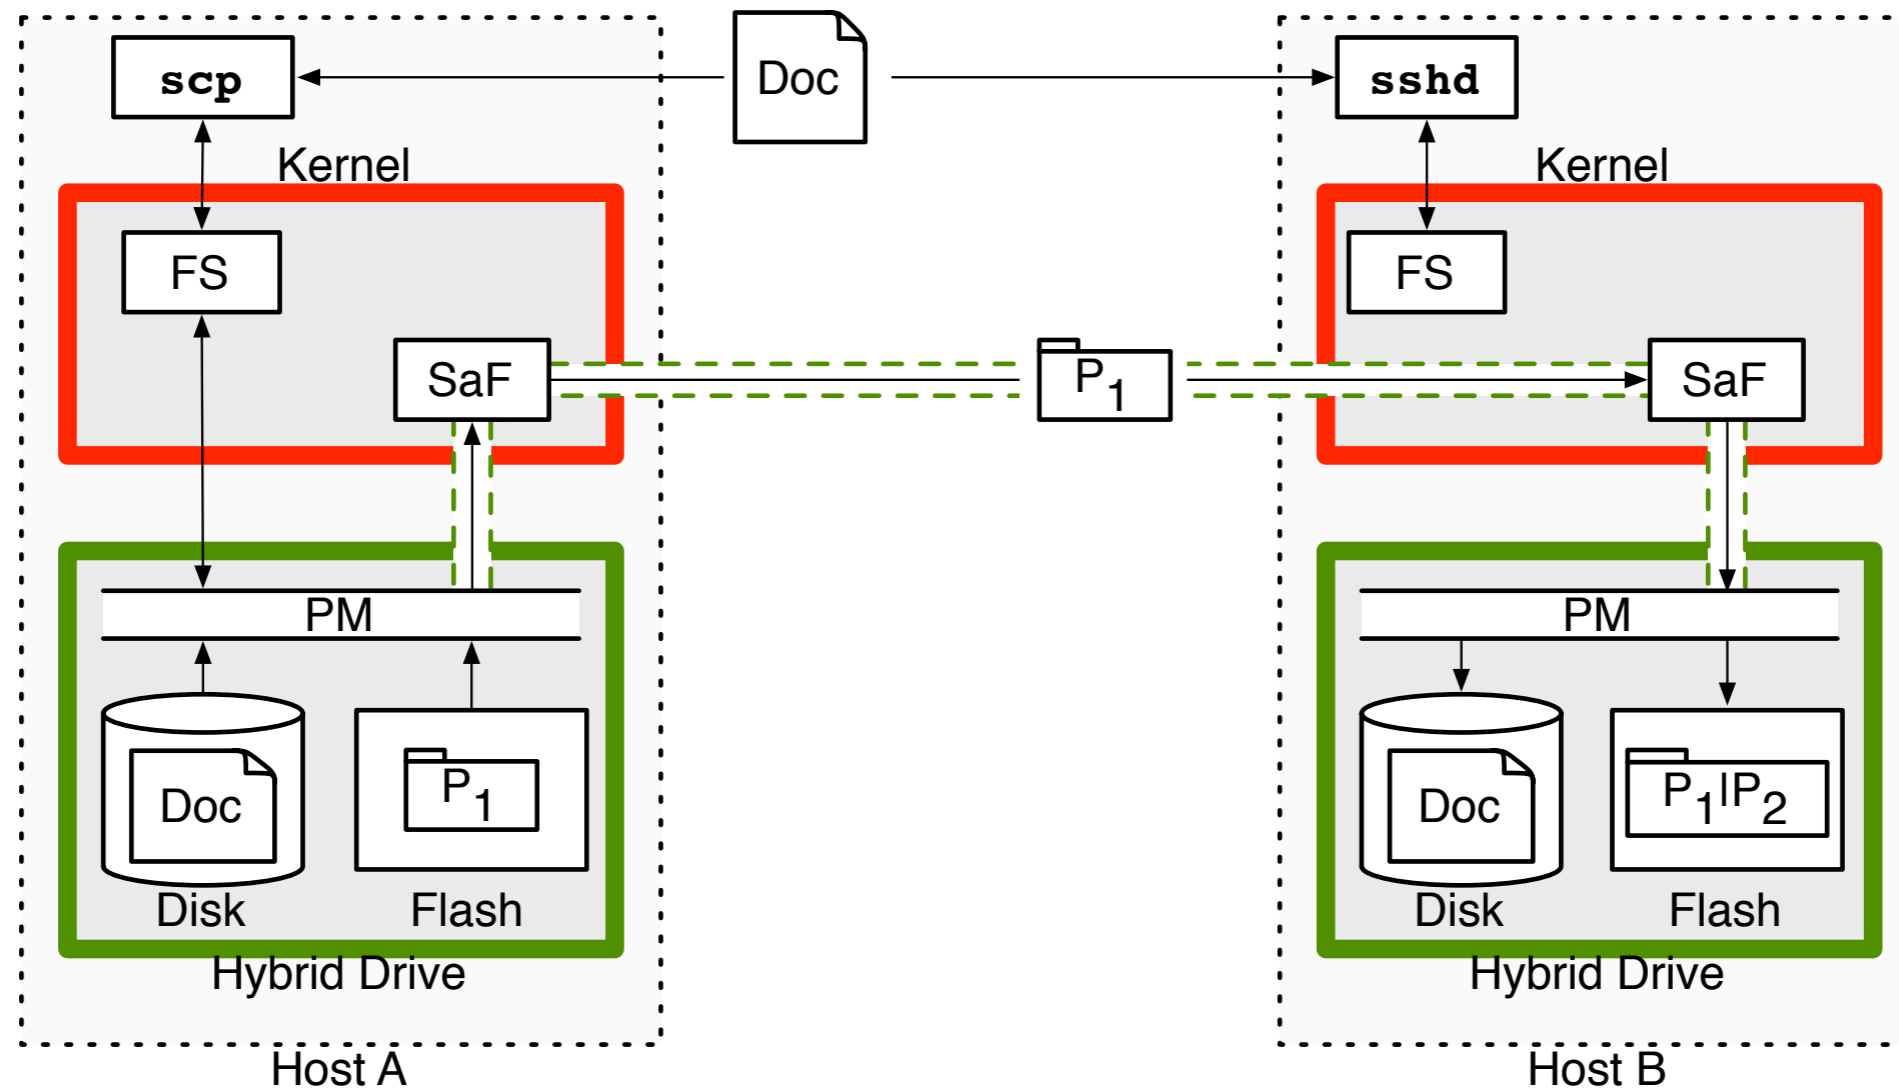 scp
Doc
sshd
Kernel
Kernel
FS
FS
SaF
P1
SaF
PM
PM
Doc
P1
Doc
P1|P2
Disk
Flash
Disk
Flash
Hybrid Drive
Hybrid Drive
Host A
Host B